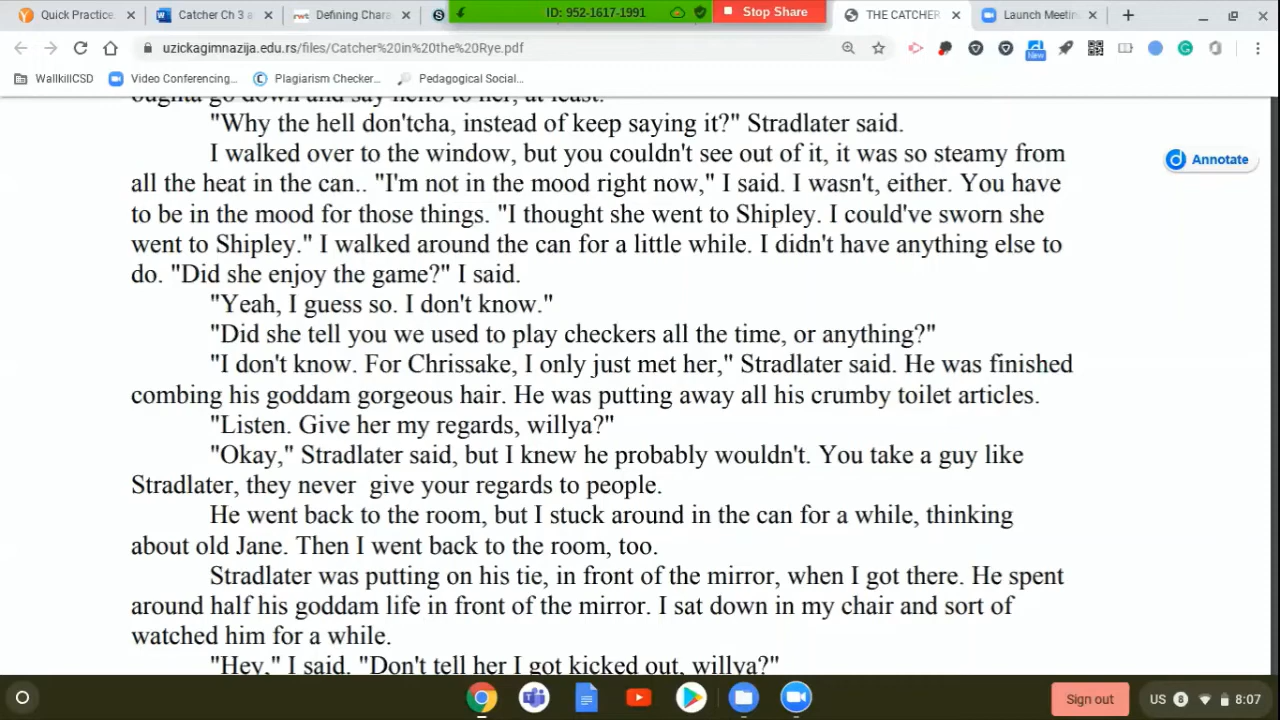 Quick Practice.
Catcher Ch 3 a
Defining Chara
ID: 952-1617-1991
Stop Share
THE CATCHER
Launch Meetin
uzickagimnazija.edu.rs/files/Catcher%20in%20the%20Rye.pdf
New
WallkillCSD
Video Conferencing...
Plagiarism Checker...
Pedagogical Social...
oughta go down and say hello to her, at least.
"Why the hell don'tcha, instead of keep saying it?" Stradlater said.
I walked over to the window, but you couldn't see out of it, it was so steamy from
all the heat in the can.. "I'm not in the mood right now," I said. I wasn't, either. You have
to be in the mood for those things. "I thought she went to Shipley. I could've sworn she
went to Shipley." I walked around the can for a little while. I didn't have anything else to
do. "Did she enjoy the game?" I said.
"Yeah, I guess so. I don't know."
"Did she tell you we used to play checkers all the time, or anything?"
"I don't know. For Chrissake, I only just met her," Stradlater said. He was finished
combing his goddam gorgeous hair. He was putting away all his crumby toilet articles.
"Listen. Give her my regards, willya?"
"Okay," Stradlater said, but I knew he probably wouldn't. You take a guy like
Stradlater, they never give your regards to people.
He went back to the room, but I stuck around in the can for a while, thinking
about old Jane. Then I went back to the room, too.
Stradlater was putting on his tie, in front of the mirror, when I got there. He spent
around half his goddam life in front of the mirror. I sat down in my chair and sort of
watched him for a while.
"Hey," I said. "Don't tell her I got kicked out, willya?"
Annotate
Sign out
US
8
8:07